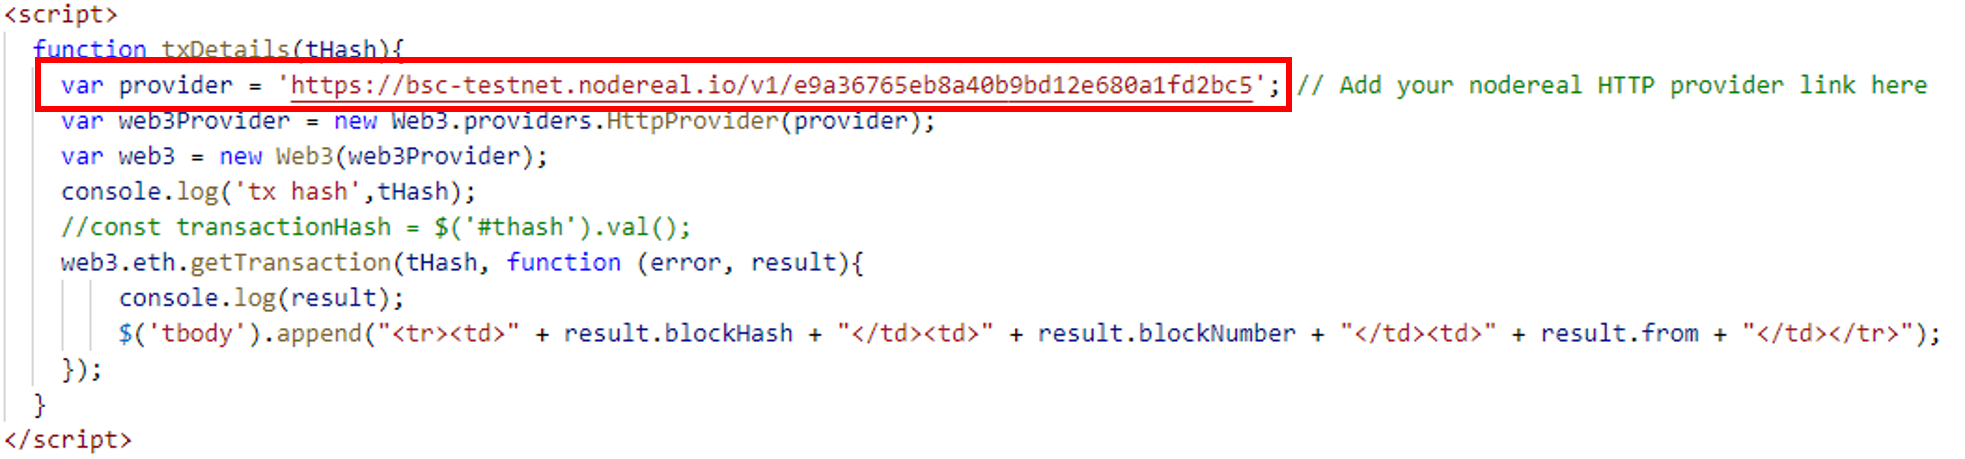 <script>
function txDetails(tHash){
var provider = 'https://bsc-testnet.nodereal.io/v1/e9a36765eb8a40b9bd12e680a1fd2bc5'; // Add your nodereal HTTP provider link here
var web3Provider = new Web3.providers.HttpProvider(provider);
var web3 = new Web3(web3Provider);
console.log('tx hash',tHash);
//const transactionHash = $('#thash').val();
web3.eth.getTransaction(tHash, function (error, result){
console.log(result);
$('tbody').append("<tr><td>" + result.blockHash + "</td><td>" + result.blockNumber + "</td><td>" + result.from + "</td></tr>");
});
}
</script>